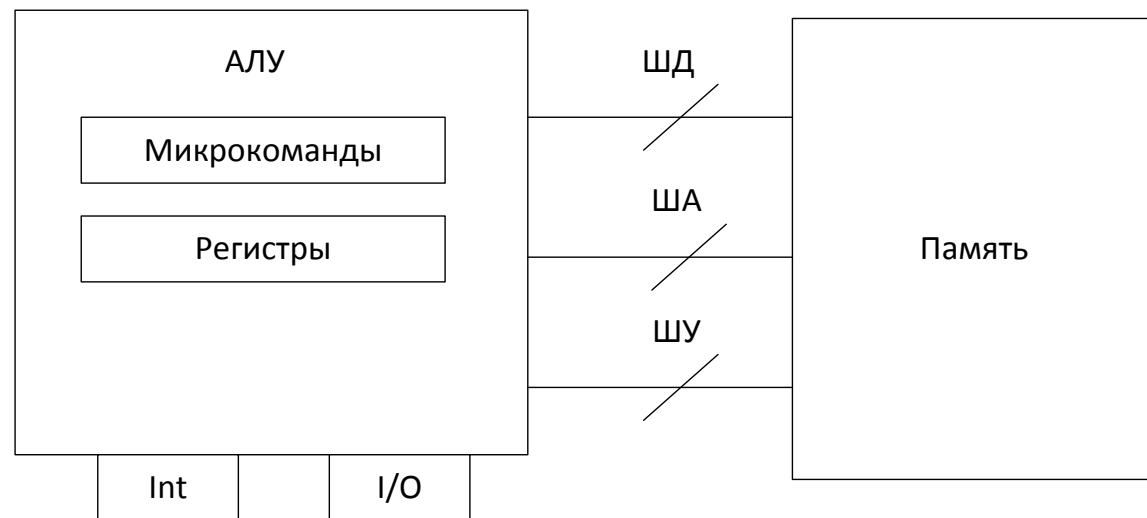 АЛУ
Микрокоманды
Регистры
Int
I/O
ШД
ША
ШУ
Память